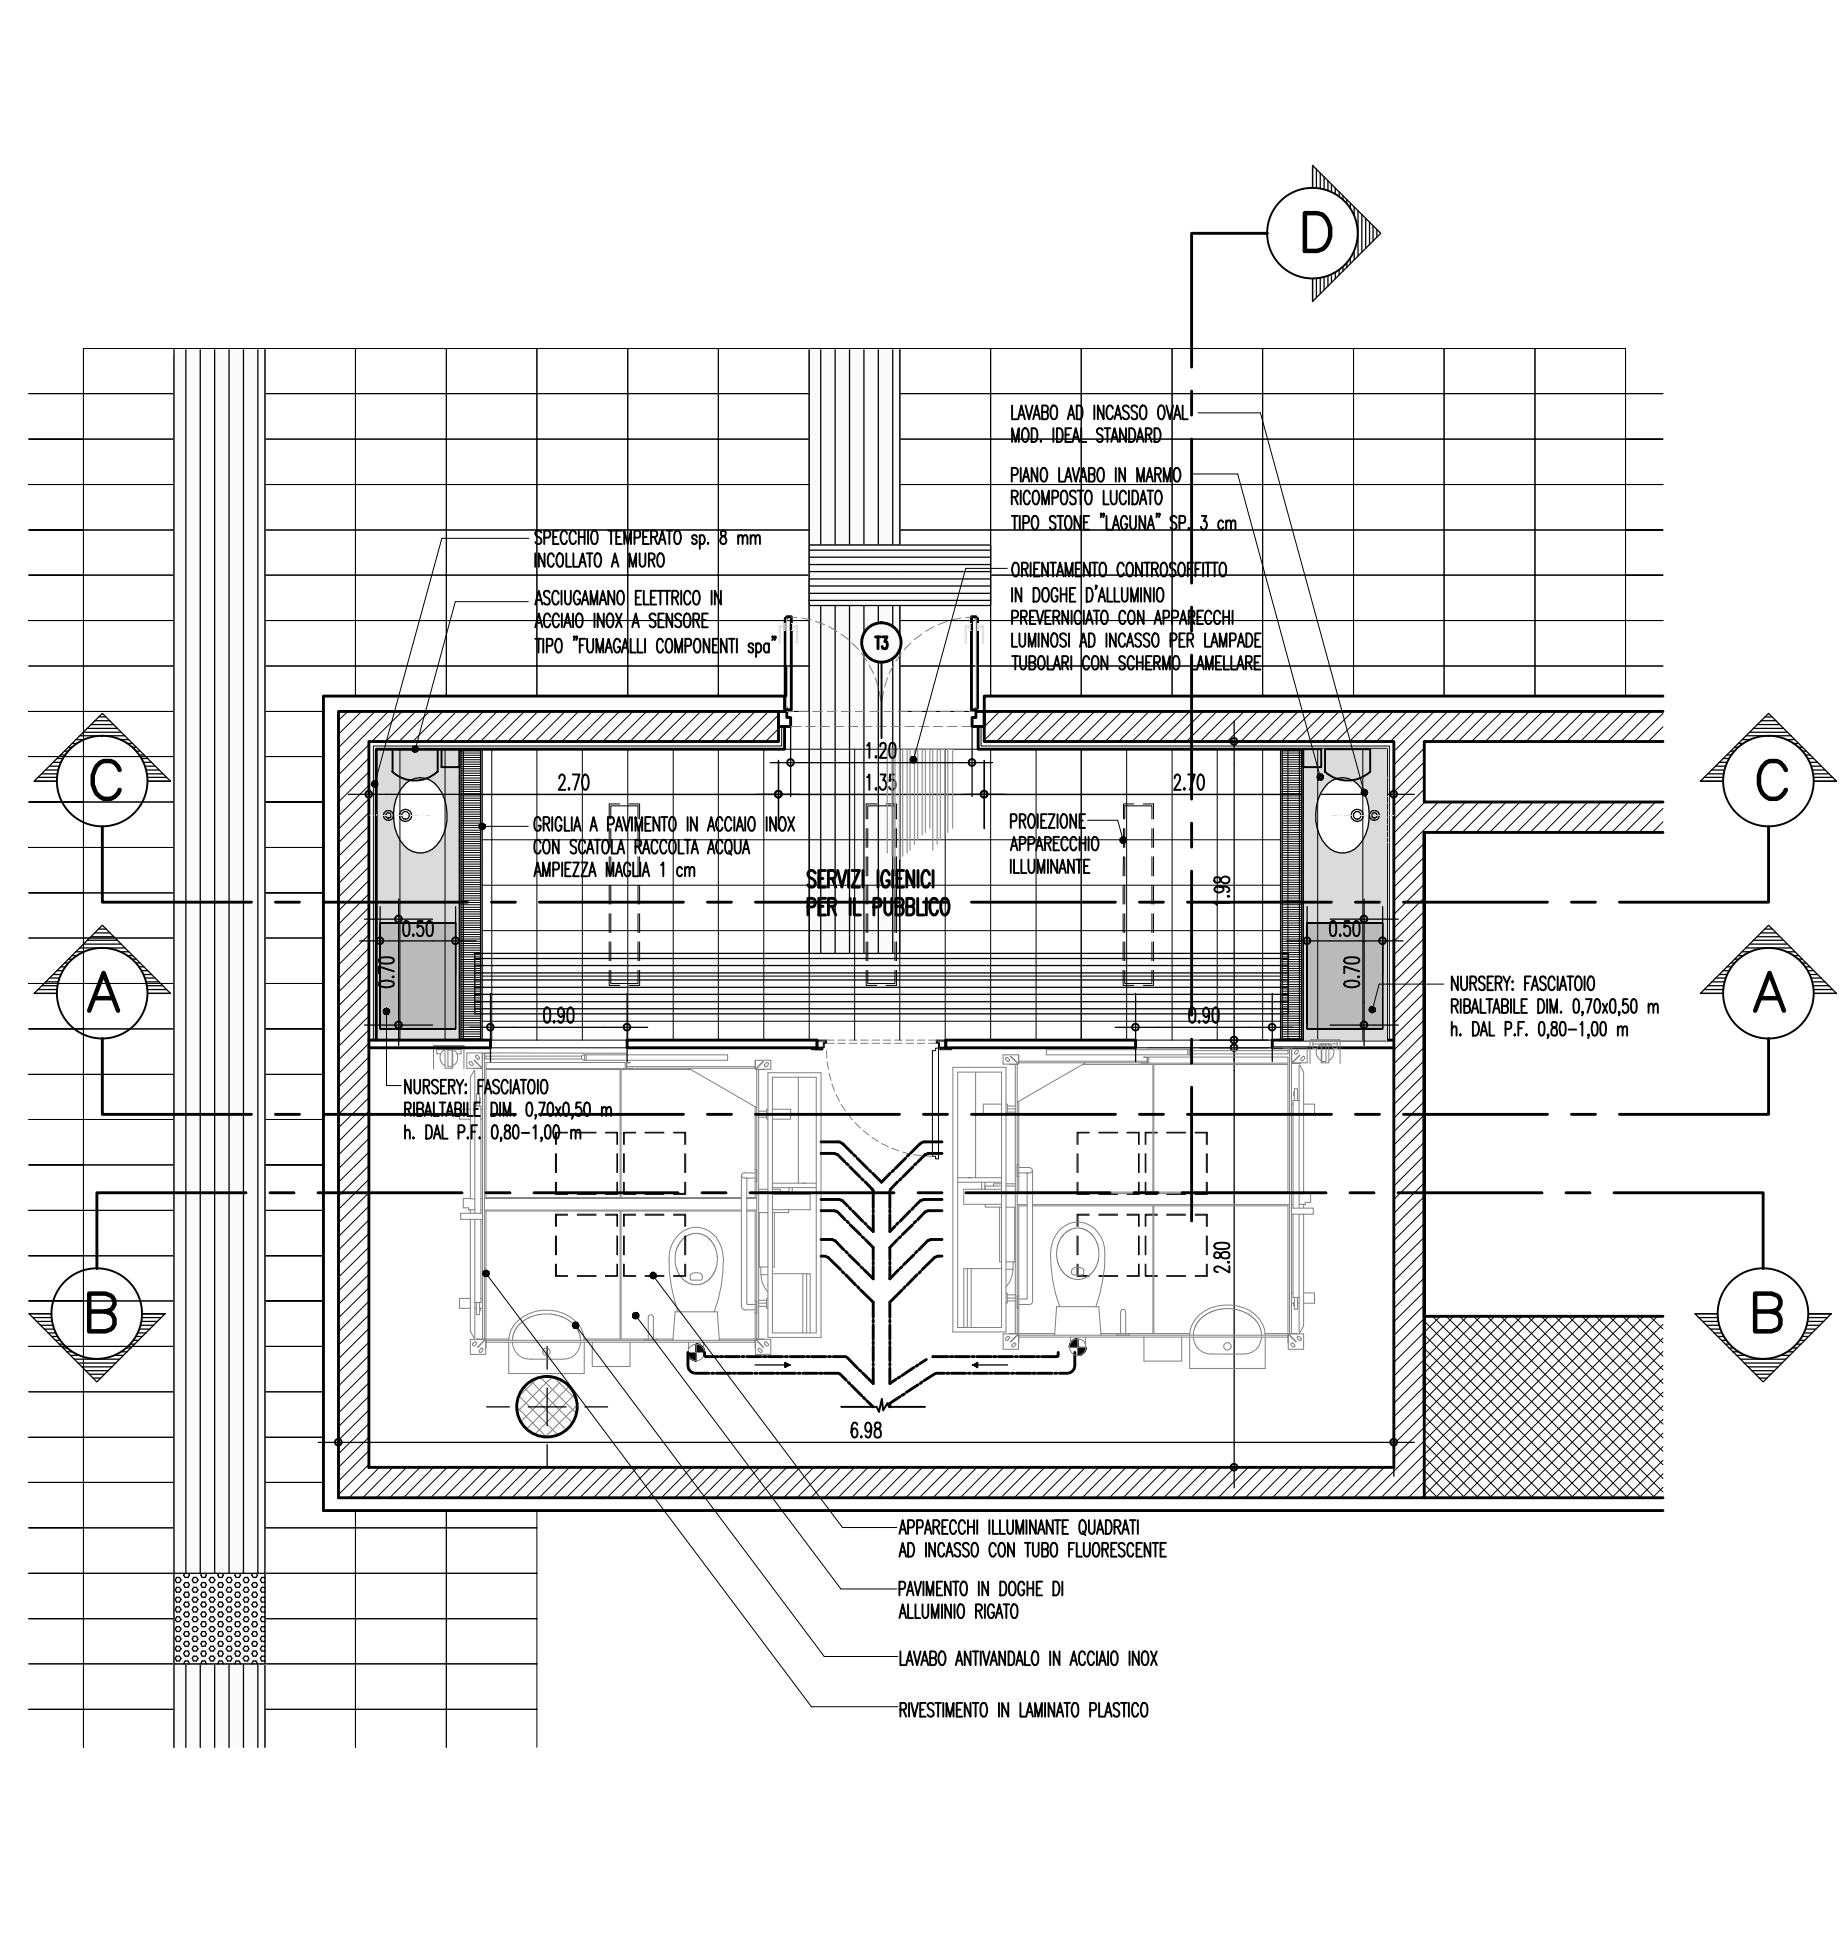 D
LAVABO AD INCASSO OVAL
MOD. IDEAL STANDARD
PIANO LAVABO IN MARMO
RICOMPOSTO LUCIDATO
TIPO STONE "LAGUNA" SP. 3 cm
SPECCHIO TEMPERATO sp. 8 mm
INCOLLATO A MURO
ORIENTAMENTO CONTROSOFFITTO
IN DOGHE D'ALLUMINIO
PREVERNICIATO CON APPARECCHI
LUMINOSI AD INCASSO PER LAMPADE
TUBOLARI CON SCHERMO LAMELLARE
ASCIUGAMANO ELETTRICO IN
ACCIAIO INOX A SENSORE
TIPO "FUMAGALLI COMPONENTI spa"
T3
C
C
1.20
2.70
1.35
2.70
GRIGLIA A PAVIMENTO IN ACCIAIO INOX
CON SCATOLA RACCOLTA ACQUA
AMPIEZZA MAGLIA 1 cm
PROIEZIONE
APPARECCHIO
ILLUMINANTE
SERVIZI IGIENICI
PER IL PUBBLICO
1.98
0.50
0.50
0.70
0.70
A
A
NURSERY: FASCIATOIO
RIBALTABILE DIM. 0,70x0,50 m
h. DAL P.F. 0,80-1,00 m
0.90
0.90
NURSERY: FASCIATOIO
RIBALTABILE DIM. 0,70x0,50 m
h. DAL P.F. 0,80-1,00 m
2.80
B
B
6.98
APPARECCHI ILLUMINANTE QUADRATI
AD INCASSO CON TUBO FLUORESCENTE
PAVIMENTO IN DOGHE DI
ALLUMINIO RIGATO
LAVABO ANTIVANDALO IN ACCIAIO INOX
RIVESTIMENTO IN LAMINATO PLASTICO